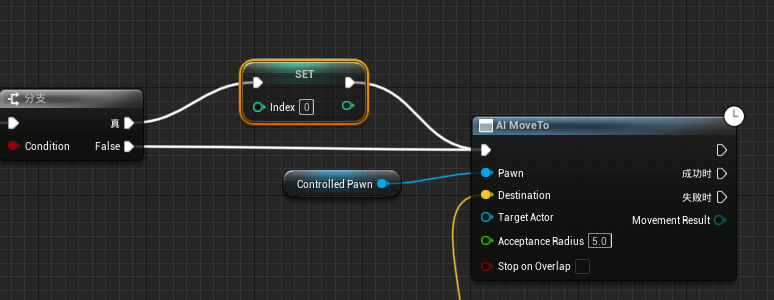 SET
分支
Index 0
真
AI MoveTo
Condition
False
Controlled Pawn
Pawn
成功时
Destination
失败时
Target Actor
Movement Result
Acceptance Radius 5.0
Stop on Overlap